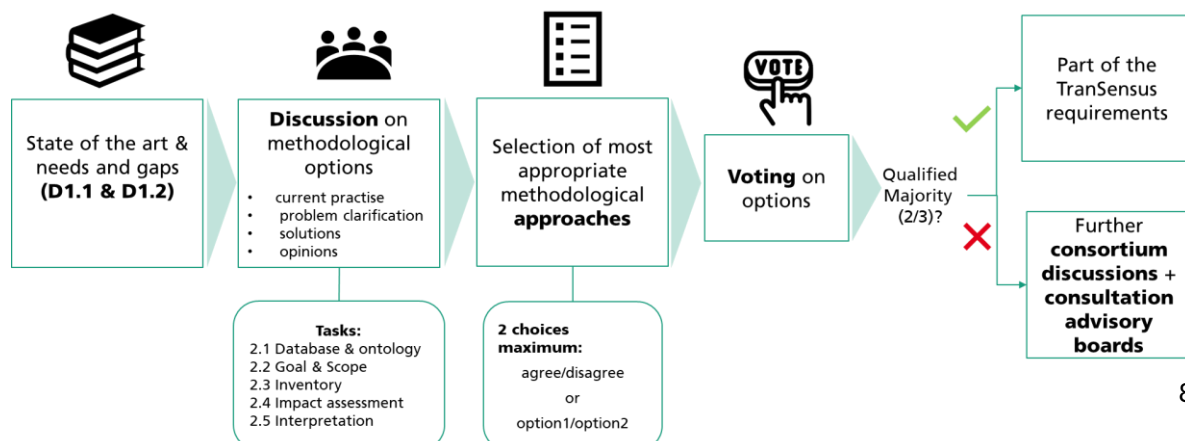 State of the art &
needs and gaps
(D1.1 & D1.2)
Discussion on
methodological
options
• current practise
• problem clarification
• solutions
• opinions
Tasks:
2.1 Database & ontology
2.2 Goal & Scope
2.3 Inventory
2.4 Impact assessment
2.5 Interpretation
Selection of most
appropriate
methodological
approaches
2 choices
maximum:
agree/disagree
or
option1/option2
VOTE
Voting on
options
Qualified
Majority
(2/3)?
Part of the
TranSensus
requirements
Further
consortium
discussions +
consultation
advisory
boards